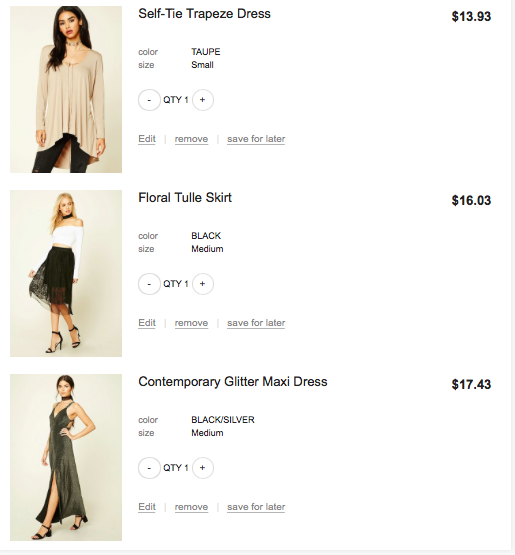 Self-Tie Trapeze Dress $13.93
color TAUPE
size Small
- QTY 1 +
Edit | remove | save for later
Floral Tulle Skirt $16.03
color BLACK
size Medium
- QTY 1 +
Edit | remove | save for later
Contemporary Glitter Maxi Dress $17.43
color BLACK/SILVER
size Medium
- QTY 1 +
Edit | remove | save for later